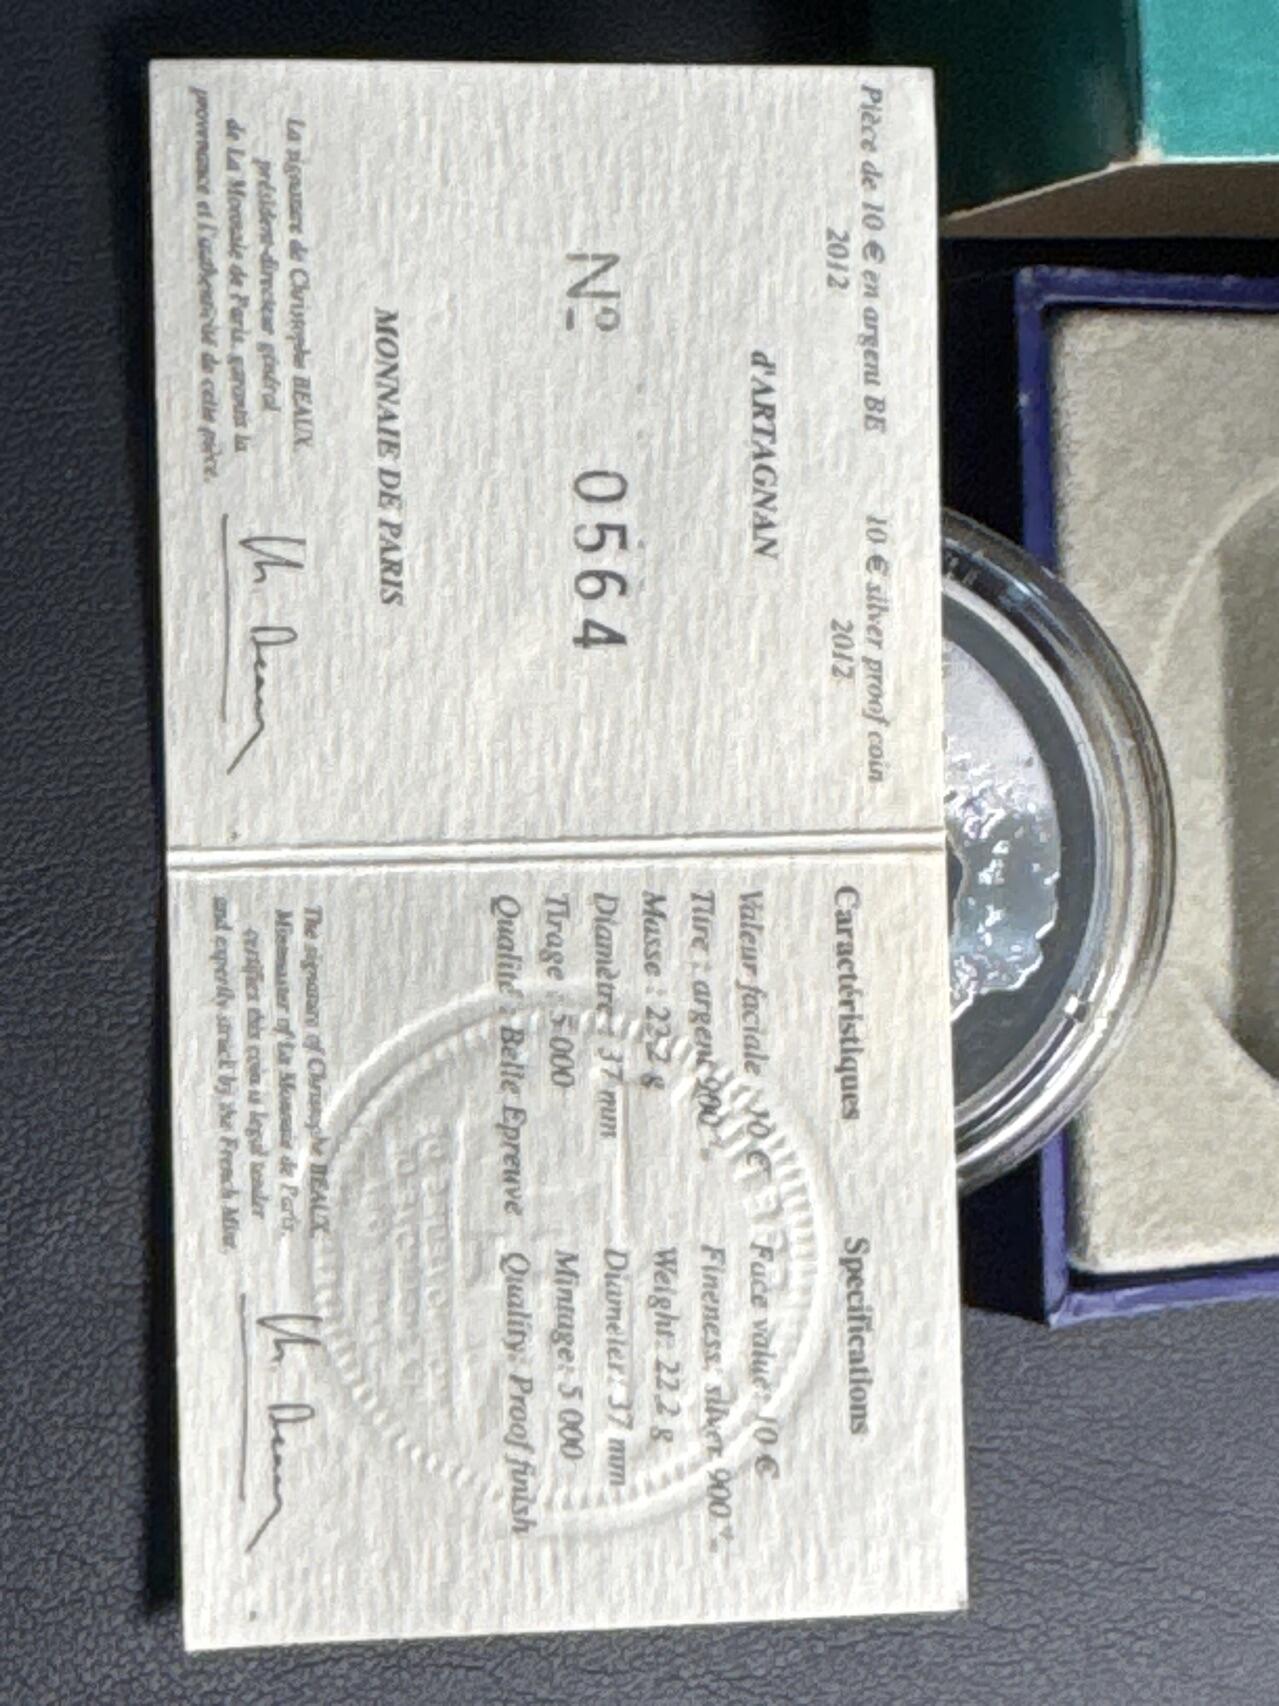 Pièce de 10 € en argent BE
2012
10 € silver proof coin
2012
d'ARTAGNAN
Nº 0564
MONNAIE DE PARIS
La signature de Christophe BEAUX,
président-directeur général
de La Monnaie de Paris, garantit la
provenance et l'authenticité de cette pièce.
Caractéristiques
Valeur faciale : 10 €
Titre : argent 900
Masse : 22,2 g
Diamètre : 37 mm
Tirage : 5 000
Qualité : Belle Epreuve
Specifications
Face value: 10 €
Fineness: silver 900
Weight: 22.2 g
Diameter: 37 mm
Mintage: 5 000
Quality: Proof finish
The signature of Christophe BEAUX,
Mintmaster of La Monnaie de Paris,
certifies this coin is legal tender
and expertly struck by the French Mint.